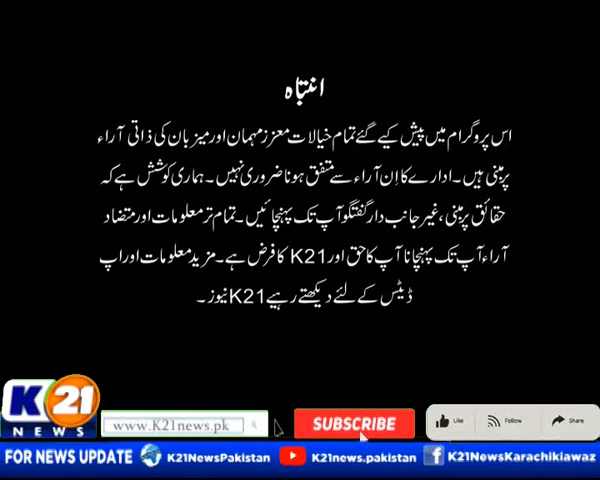 انتباہ
اس پروگرام میں پیش کیے گئے تمام خیالات معزز مہمان اور میزبان کی ذاتی آراء
پر مبنی ہیں۔ ادارے کا اِن آراء سے متفق ہونا ضروری نہیں۔ ہماری کوشش ہے کہ
حقائق پر مبنی، غیر جانب دار گفتگو آپ تک پہنچائیں۔ تمام تر معلومات اور متضاد
آراء آپ تک پہنچانا آپ کا حق اور K21 کا فرض ہے۔ مزید معلومات اور اپ
ڈیٹس کے لئے دیکھتے رہیے K21 نیوز۔
K21
NEWS
www.K21news.pk
SUBSCRIBE
Like
Follow
Share
FOR NEWS UPDATE K21NewsPakistan K21news.pakistan K21NewsKarachikiawaz